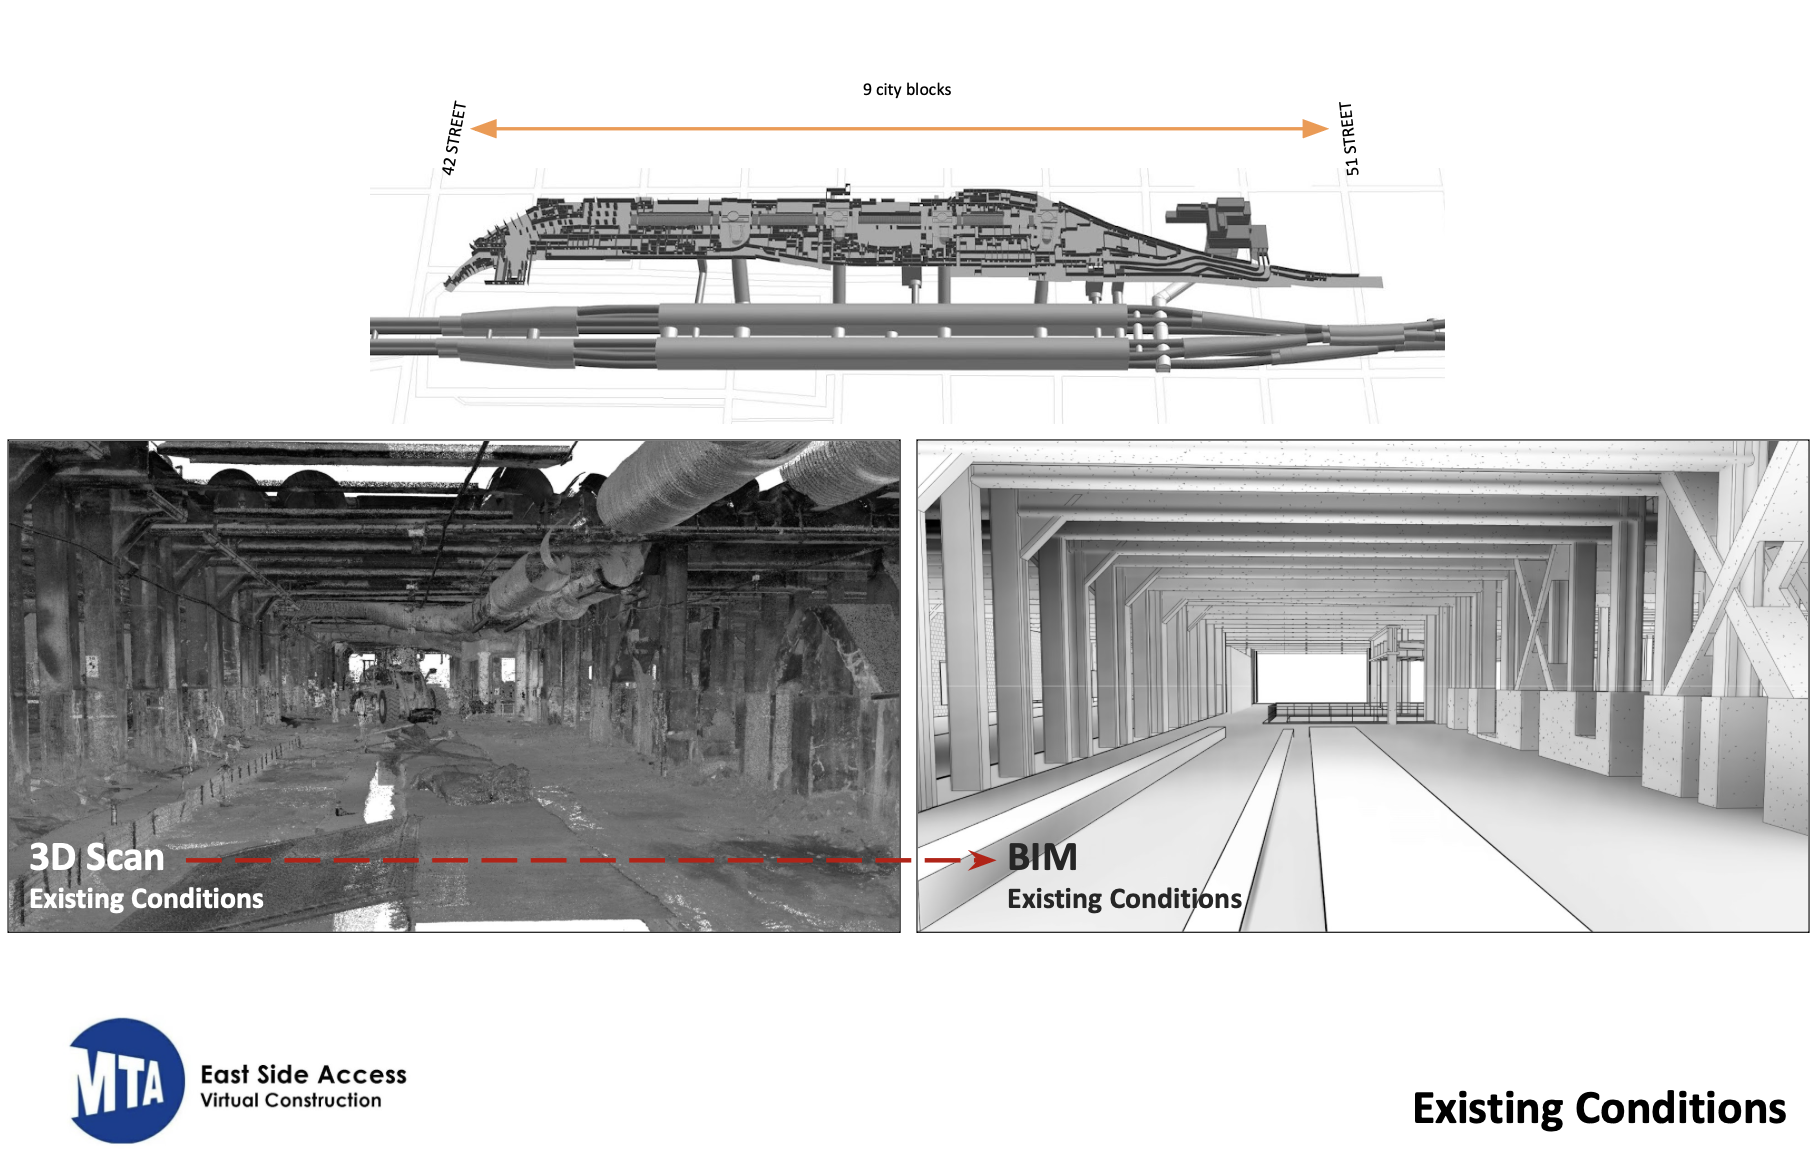 9 city blocks
42 STREET
51 STREET
3D Scan
Existing Conditions
BIM
Existing Conditions
MTA
East Side Access
Virtual Construction
Existing Conditions